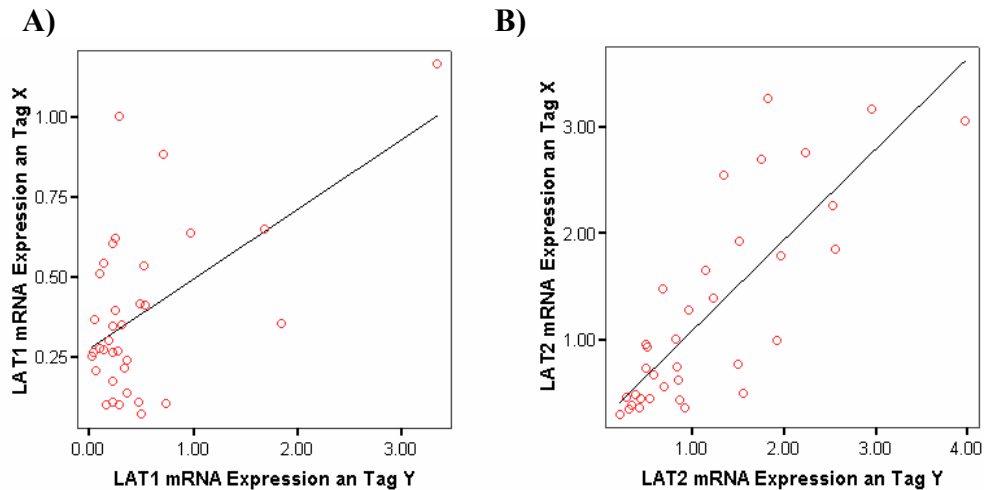 A)
LAT1 mRNA Expression an Tag X
1.00
0.75
0.50
0.25
0.00
1.00
2.00
3.00
LAT1 mRNA Expression an Tag Y
B)
LAT2 mRNA Expression an Tag X
3.00
2.00
1.00
1.00
2.00
3.00
4.00
LAT2 mRNA Expression an Tag Y